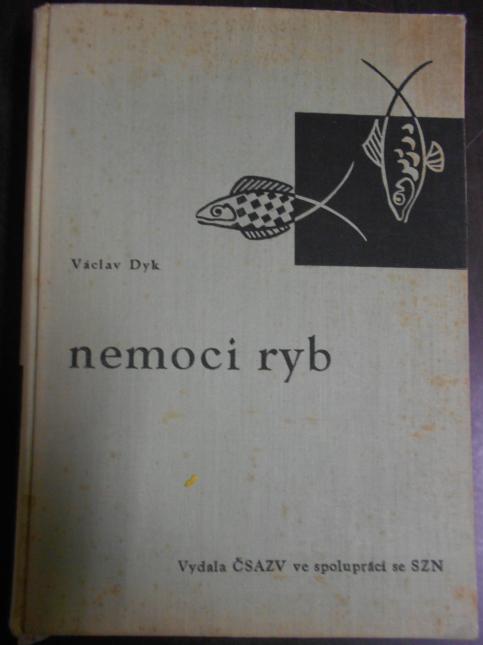 Václav Dyk
nemoci ryb
Vydala ČSAZV ve spolupráci se SZN